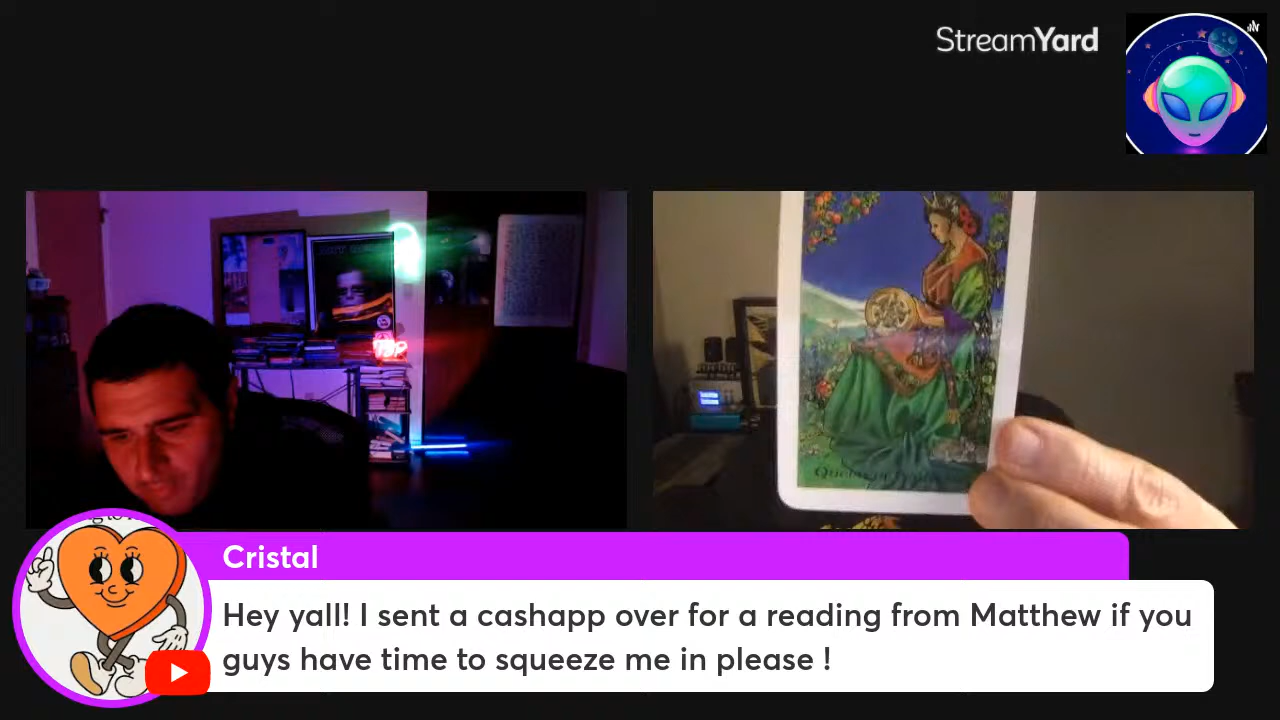 StreamYard
Cristal
Hey yall! I sent a cashapp over for a reading from Matthew if you
guys have time to squeeze me in please !